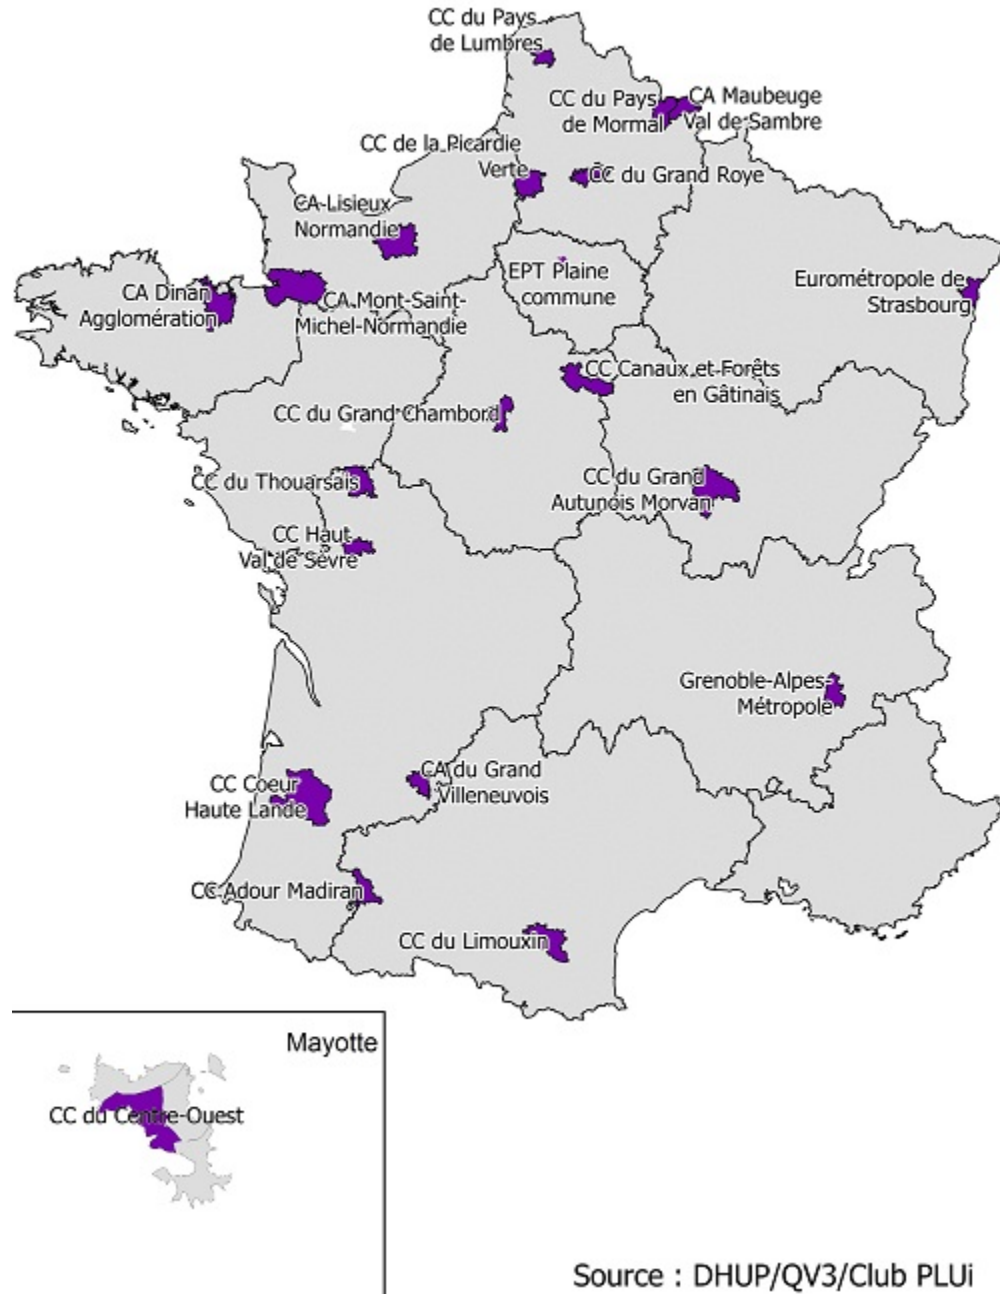 CC du Pays
de Lumbres
CC du Pays
de Mormal
CA Maubeuge
Val de Sambre
CC de la Picardie
Verte
CC du Grand Roye
CA Lisieux
Normandie
EPT Plaine
commune
Eurométropole de
Strasbourg
CA Dinan
Agglomération
CA Mont-Saint-
Michel-Normandie
CC Canaux et Forêts
en Gâtinais
CC du Grand Chambord
CC du Thouarsais
CC du Grand
Autunois Morvan
CC Haut
Val de Sèvre
Grenoble-Alpes-
Métropole
CC Coeur
Haute Lande
CA du Grand
Villeneuvois
CC Adour Madiran
CC du Limouxin
Mayotte
CC du Centre-Ouest
Source : DHUP/QV3/Club PLUi